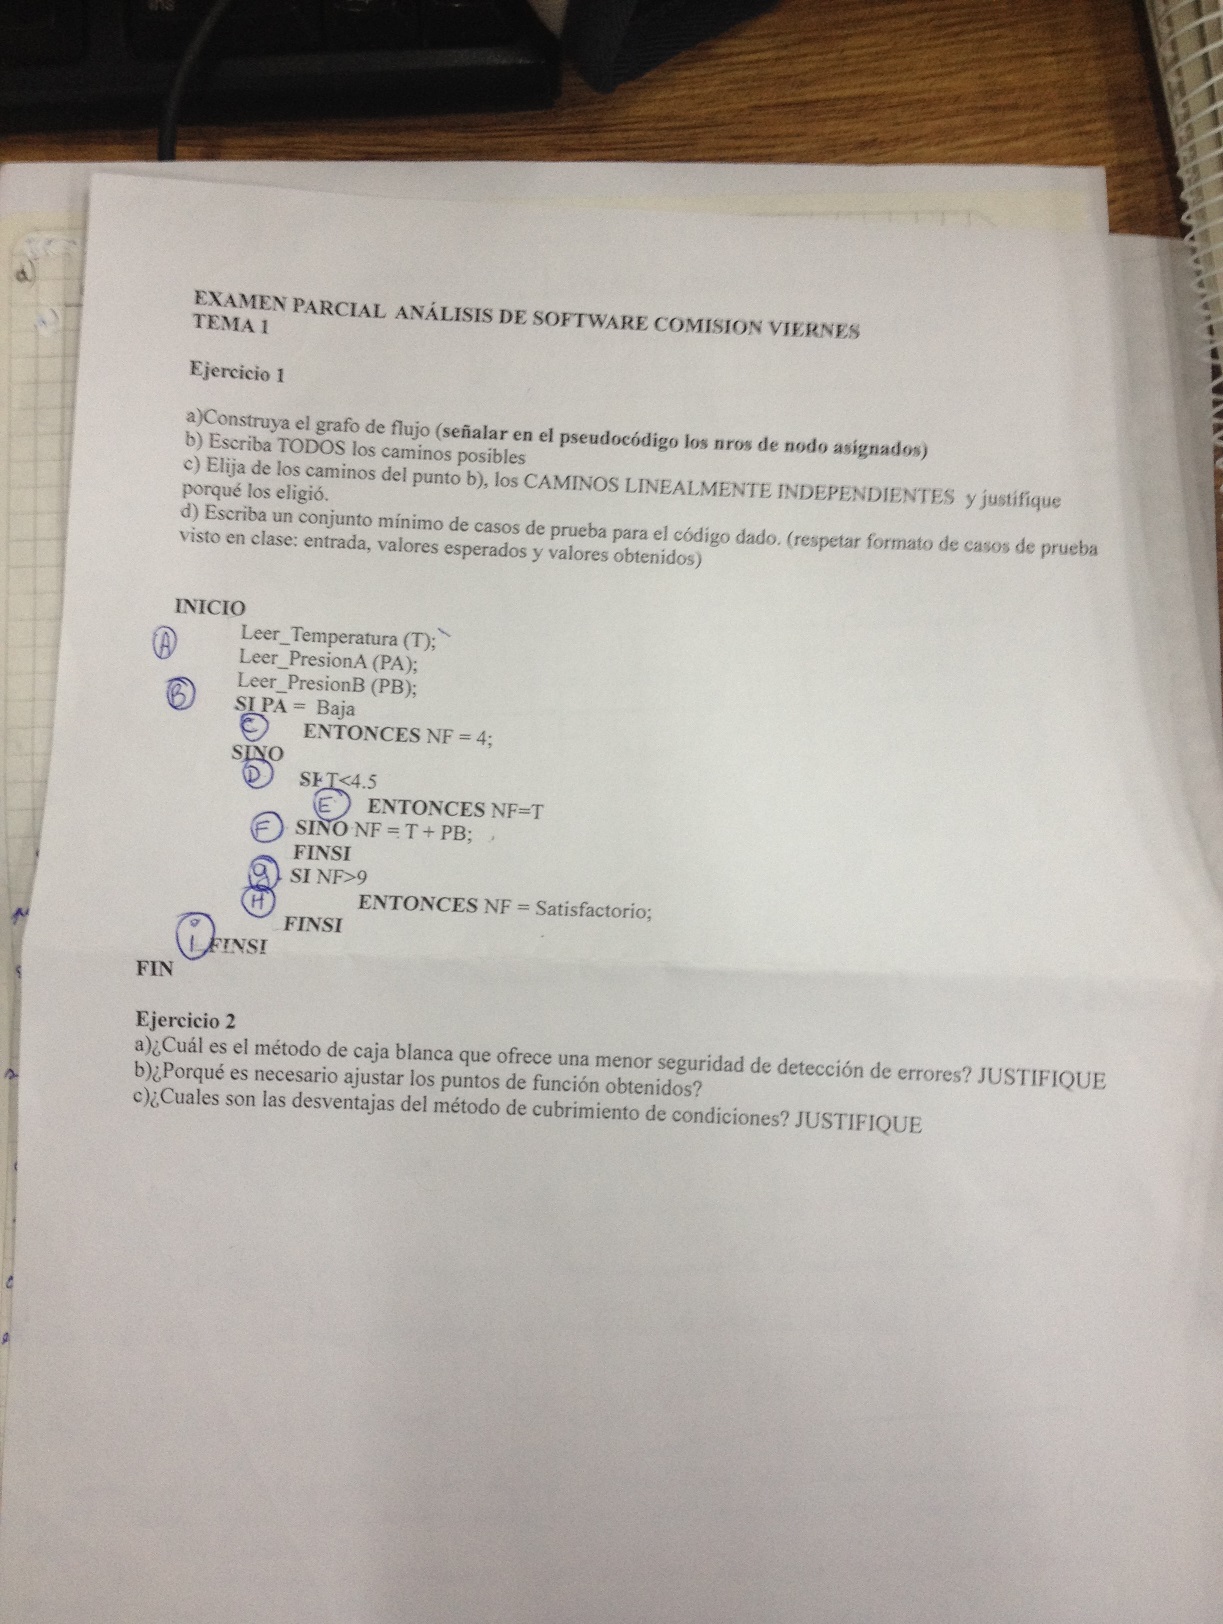 EXAMEN PARCIAL ANÁLISIS DE SOFTWARE COMISION VIERNES
TEMA 1
Ejercicio 1
a)Construya el grafo de flujo (señalar en el pseudocódigo los nros de nodo asignados)
b) Escriba TODOS los caminos posibles
c) Elija de los caminos del punto b), los CAMINOS LINEALMENTE INDEPENDIENTES y justifique
porqué los eligió.
d) Escriba un conjunto mínimo de casos de prueba para el código dado. (respetar formato de casos de prueba
visto en clase: entrada, valores esperados y valores obtenidos)
INICIO
A Leer_Temperatura (T);
Leer_PresionA (PA);
Leer_PresionB (PB);
B SI PA = Baja
C ENTONCES NF = 4;
SINO
D SI T<4.5
E ENTONCES NF=T
F SINO NF = T + PB;
FINSI
G SI NF>9
H ENTONCES NF = Satisfactorio;
FINSI
i FINSI
FIN
Ejercicio 2
a)¿Cuál es el método de caja blanca que ofrece una menor seguridad de detección de errores? JUSTIFIQUE
b)¿Porqué es necesario ajustar los puntos de función obtenidos?
c)¿Cuales son las desventajas del método de cubrimiento de condiciones? JUSTIFIQUE